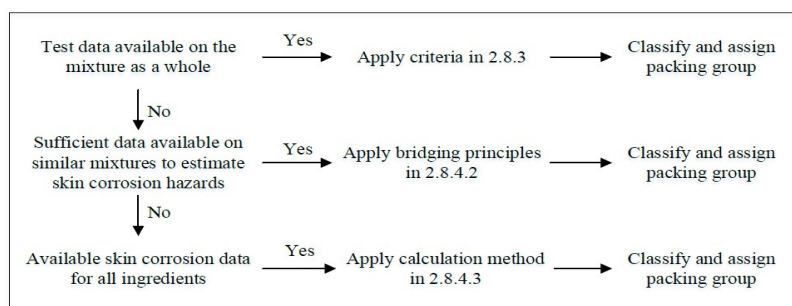 Test data available on the
mixture as a whole
Yes
Apply criteria in 2.8.3
Classify and assign
packing group
No
Sufficient data available on
similar mixtures to estimate
skin corrosion hazards
Yes
Apply bridging principles
in 2.8.4.2
Classify and assign
packing group
No
Available skin corrosion data
for all ingredients
Yes
Apply calculation method
in 2.8.4.3
Classify and assign
packing group